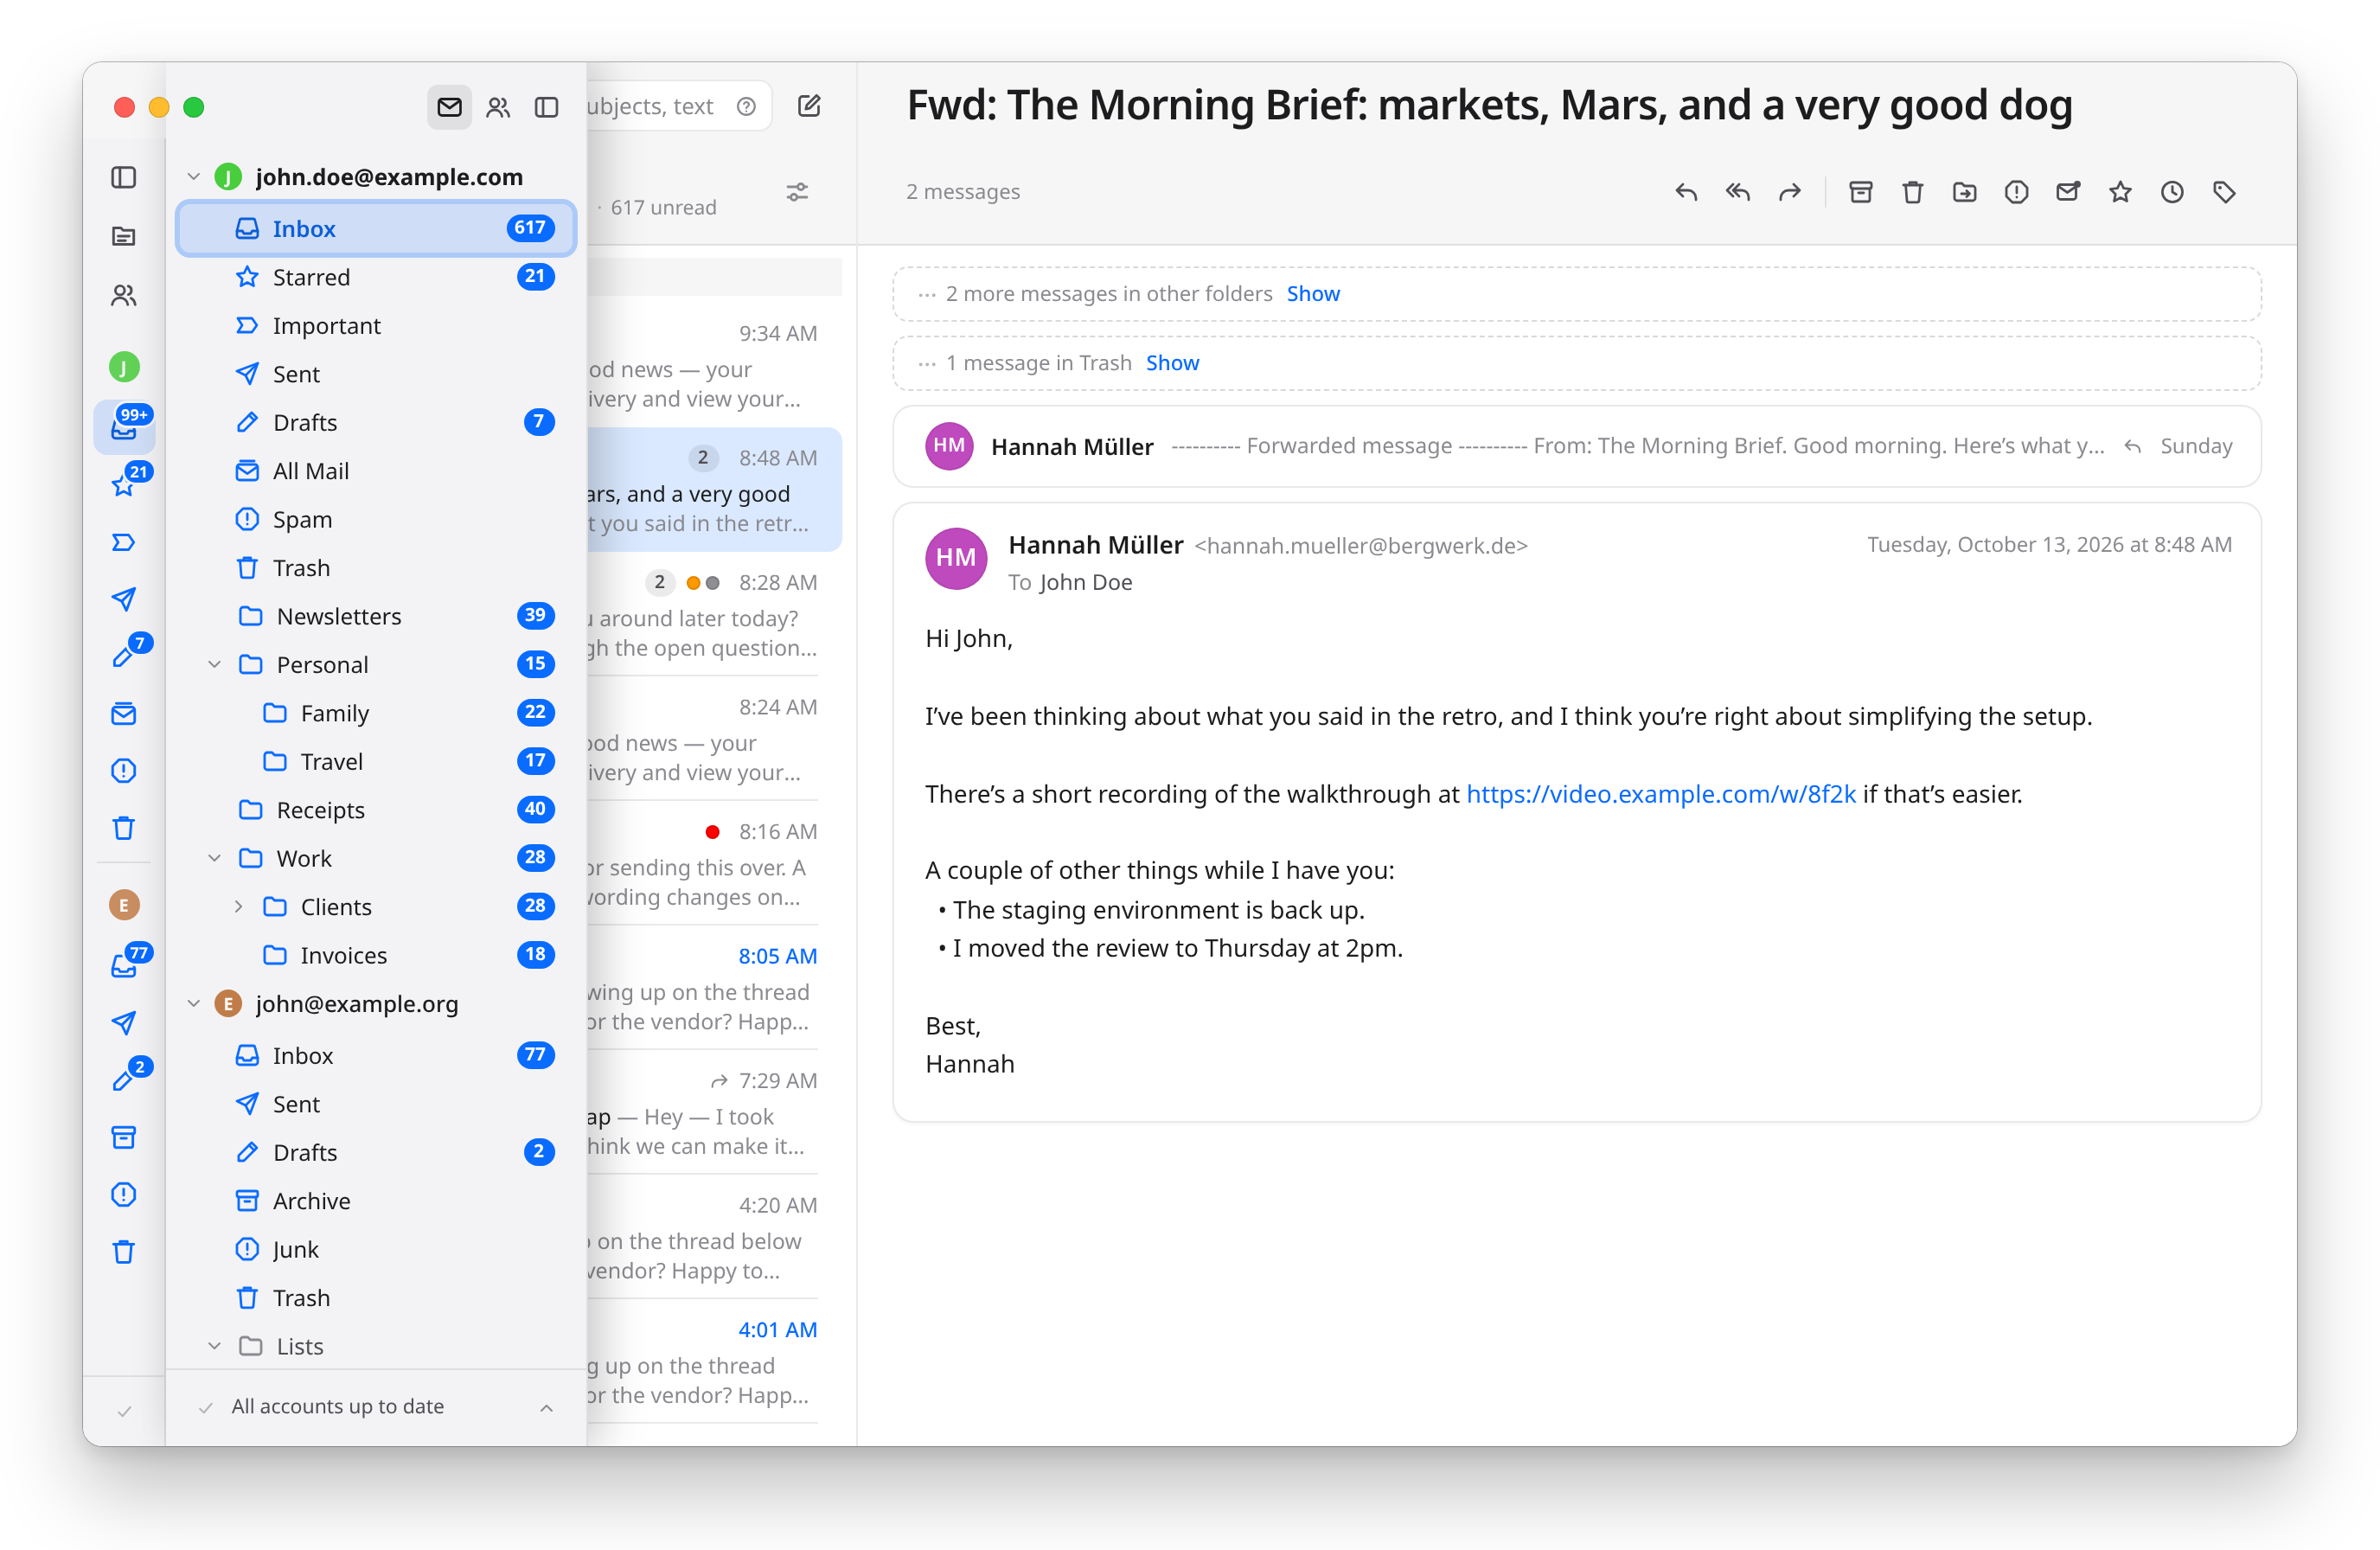 ubjects, text
Fwd: The Morning Brief: markets, Mars, and a very good dog
J john.doe@example.com
2 messages
· 617 unread
Inbox 617
Starred 21
Important
Sent
Drafts 7
All Mail
Spam
Trash
Newsletters 39
Personal 15
Family 22
Travel 17
Receipts 40
Work 28
Clients 28
Invoices 18
E john@example.org
Inbox 77
Sent
Drafts 2
Archive
Junk
Trash
Lists
All accounts up to date
J
99+
21
7
E
77
2
9:34 AM
od news — your
ivery and view your...
2 8:48 AM
ars, and a very good
t you said in the retr...
2 8:28 AM
u around later today?
gh the open question...
8:24 AM
ood news — your
ivery and view your...
8:16 AM
or sending this over. A
wording changes on...
8:05 AM
wing up on the thread
or the vendor? Happ...
7:29 AM
ap — Hey — I took
hink we can make it...
4:20 AM
o on the thread below
vendor? Happy to...
4:01 AM
g up on the thread
or the vendor? Happ...
··· 2 more messages in other folders Show
··· 1 message in Trash Show
HM Hannah Müller ---------- Forwarded message ---------- From: The Morning Brief. Good morning. Here’s what y... Sunday
HM Hannah Müller <hannah.mueller@bergwerk.de> Tuesday, October 13, 2026 at 8:48 AM
To John Doe
Hi John,
I’ve been thinking about what you said in the retro, and I think you’re right about simplifying the setup.
There’s a short recording of the walkthrough at https://video.example.com/w/8f2k if that’s easier.
A couple of other things while I have you:
• The staging environment is back up.
• I moved the review to Thursday at 2pm.
Best,
Hannah